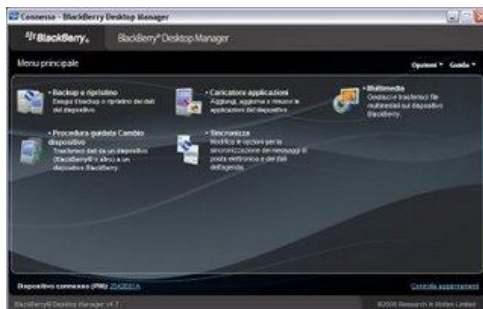 Connesso - BlackBerry Desktop Manager
BlackBerry® BlackBerry® Desktop Manager
Menu principale
Opzioni Guida
Backup e ripristino
Esegui il backup o ripristino dei dati
del dispositivo.
Caricatore applicazioni
Aggiungi, aggiorna o rimuovi le
applicazioni del dispositivo.
Multimedia
Gestisci e trasferisci file
multimediali sul dispositivo
BlackBerry.
Procedura guidata Cambio
dispositivo
Trasferisci dati da un dispositivo
(BlackBerry® o altro) a un
dispositivo BlackBerry.
Sincronizza
Modifica le opzioni per la
sincronizzazione dei messaggi di
posta elettronica e dei dati
dell'agenda.
Dispositivo connesso (PIN):
Controlla aggiornamenti
BlackBerry® Desktop Manager v4.7
Research in Motion Limited